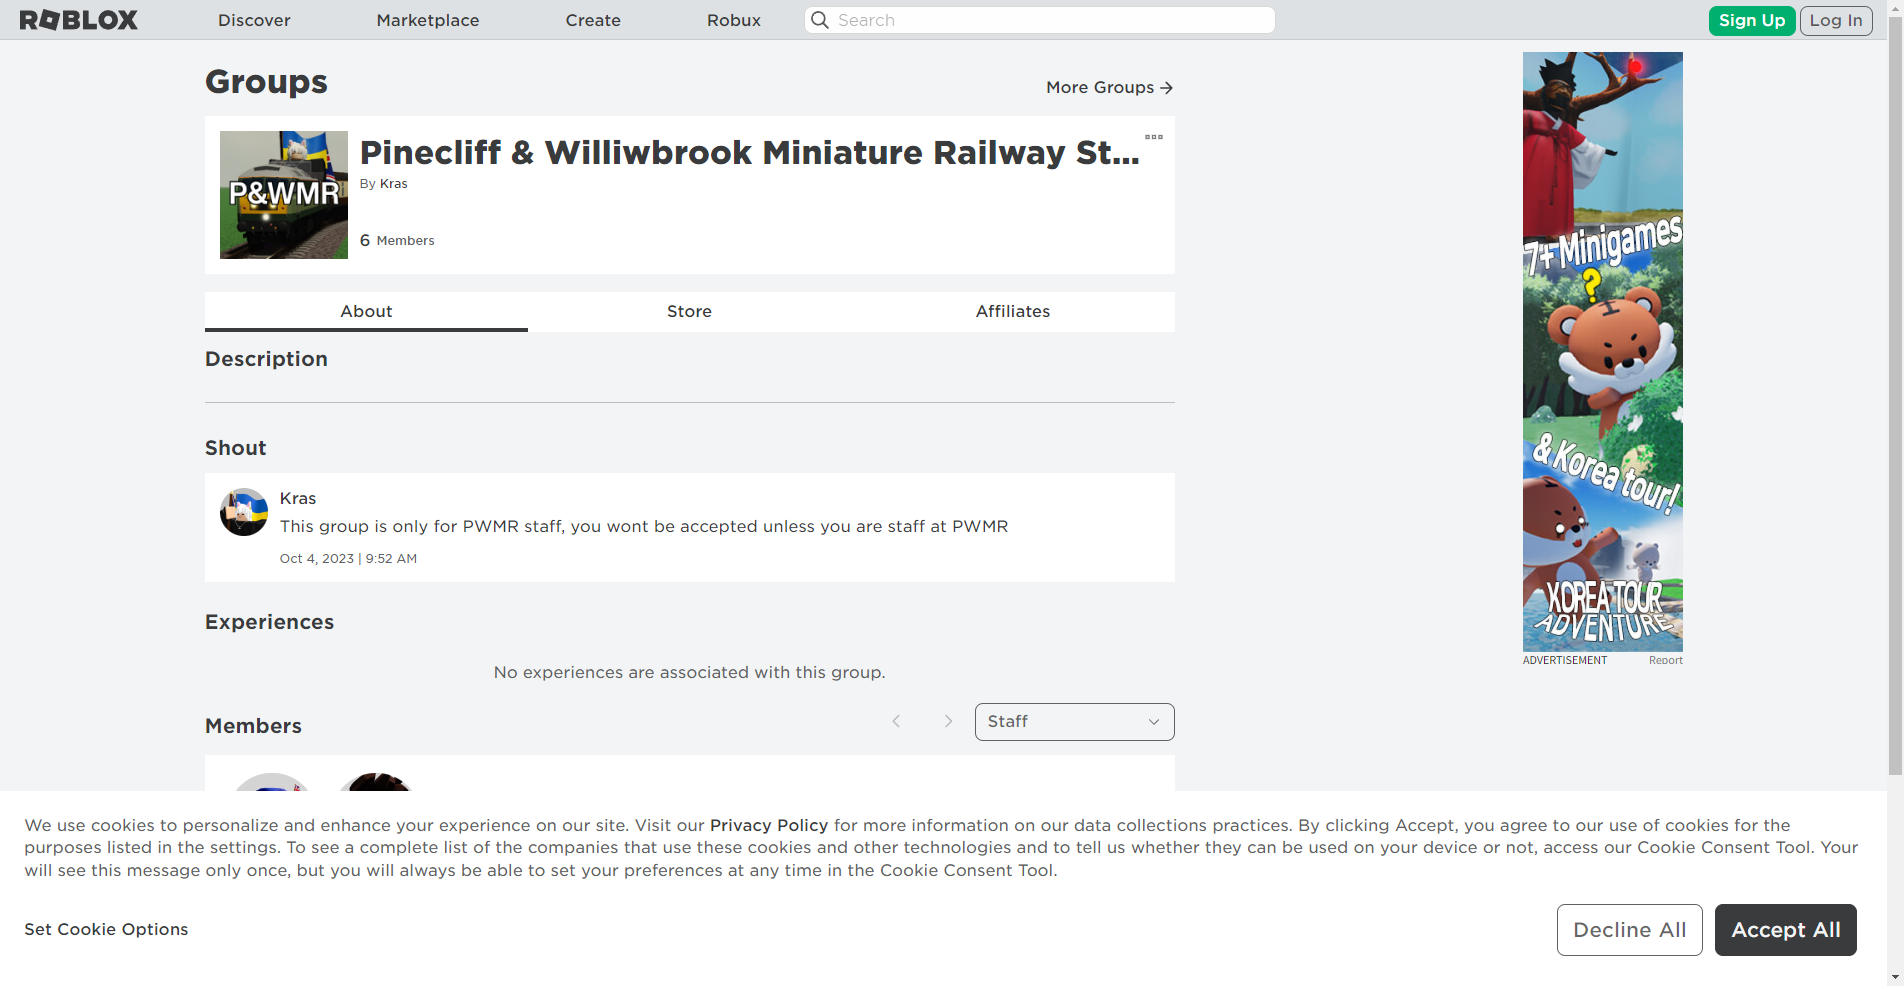 ROBLOX
Discover
Marketplace
Create
Robux
Search
Sign Up
Log In
Groups
More Groups
P&WMR
Pinecliff & Williwbrook Miniature Railway St...
By Kras
6 Members
About
Store
Affiliates
Description
Shout
Kras
This group is only for PWMR staff, you wont be accepted unless you are staff at PWMR
Oct 4, 2023 | 9:52 AM
Experiences
No experiences are associated with this group.
Members
Staff
7+ Minigames
?
& Korea tour!
KOREA TOUR
ADVENTURE
ADVERTISEMENT
Report
We use cookies to personalize and enhance your experience on our site. Visit our Privacy Policy for more information on our data collections practices. By clicking Accept, you agree to our use of cookies for the
purposes listed in the settings. To see a complete list of the companies that use these cookies and other technologies and to tell us whether they can be used on your device or not, access our Cookie Consent Tool. Your
will see this message only once, but you will always be able to set your preferences at any time in the Cookie Consent Tool.
Set Cookie Options
Decline All
Accept All